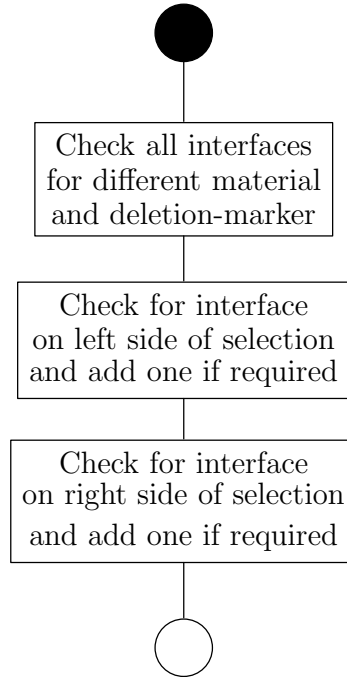 Check all interfaces
for different material
and deletion-marker
Check for interface
on left side of selection
and add one if required
Check for interface
on right side of selection
and add one if required